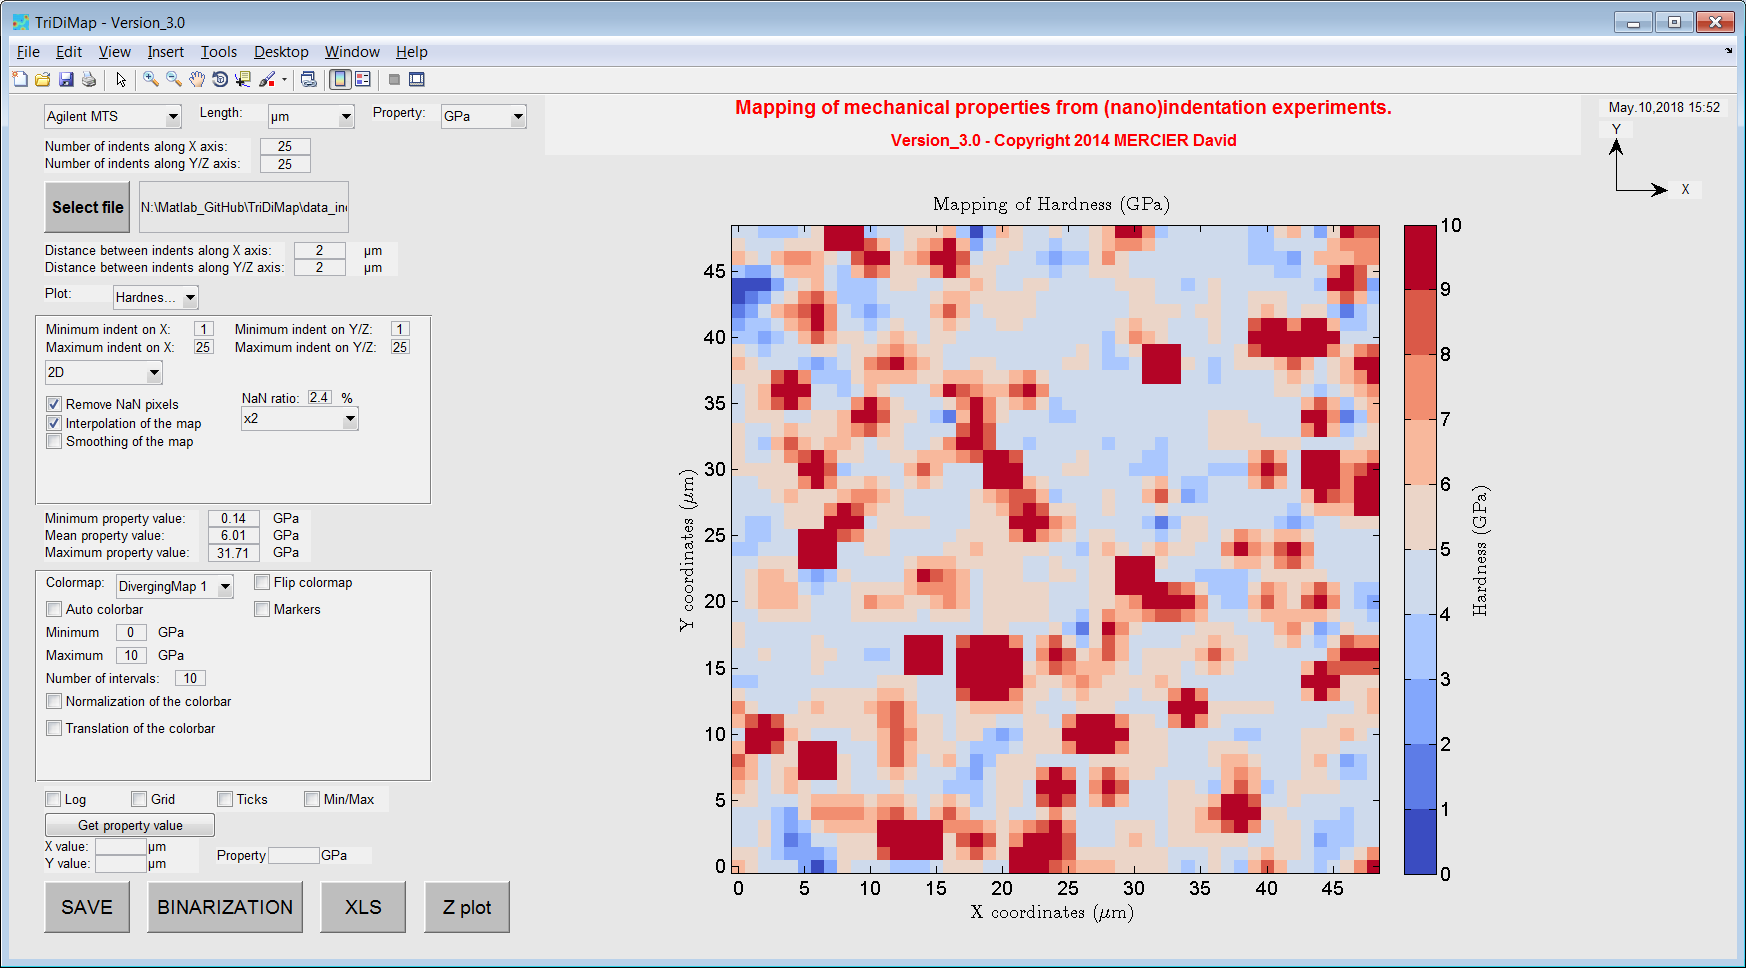 TriDiMap - Version_3.0
File Edit View Insert Tools Desktop Window Help
Agilent MTS Length: µm Property: GPa
Mapping of mechanical properties from (nano)indentation experiments.
Version_3.0 - Copyright 2014 MERCIER David
May.10,2018 15:52
Y
X
Number of indents along X axis: 25
Number of indents along Y/Z axis: 25
Select file N:\Matlab_GitHub\TriDiMap\data_in
Distance between indents along X axis: 2 µm
Distance between indents along Y/Z axis: 2 µm
Plot: Hardnes...
Minimum indent on X: 1 Minimum indent on Y/Z: 1
Maximum indent on X: 25 Maximum indent on Y/Z: 25
2D
Remove NaN pixels NaN ratio: 2.4 %
Interpolation of the map x2
Smoothing of the map
Minimum property value: 0.14 GPa
Mean property value: 6.01 GPa
Maximum property value: 31.71 GPa
Colormap: DivergingMap 1 Flip colormap
Auto colorbar Markers
Minimum 0 GPa
Maximum 10 GPa
Number of intervals: 10
Normalization of the colorbar
Translation of the colorbar
Log Grid Ticks Min/Max
Get property value
X value: µm
Y value: µm
Property GPa
SAVE BINARIZATION XLS Z plot
Mapping of Hardness (GPa)
45
40
35
30
25
20
15
10
5
0
Y coordinates (µm)
0 5 10 15 20 25 30 35 40 45
X coordinates (µm)
10
9
8
7
6
5
4
3
2
1
0
Hardness (GPa)